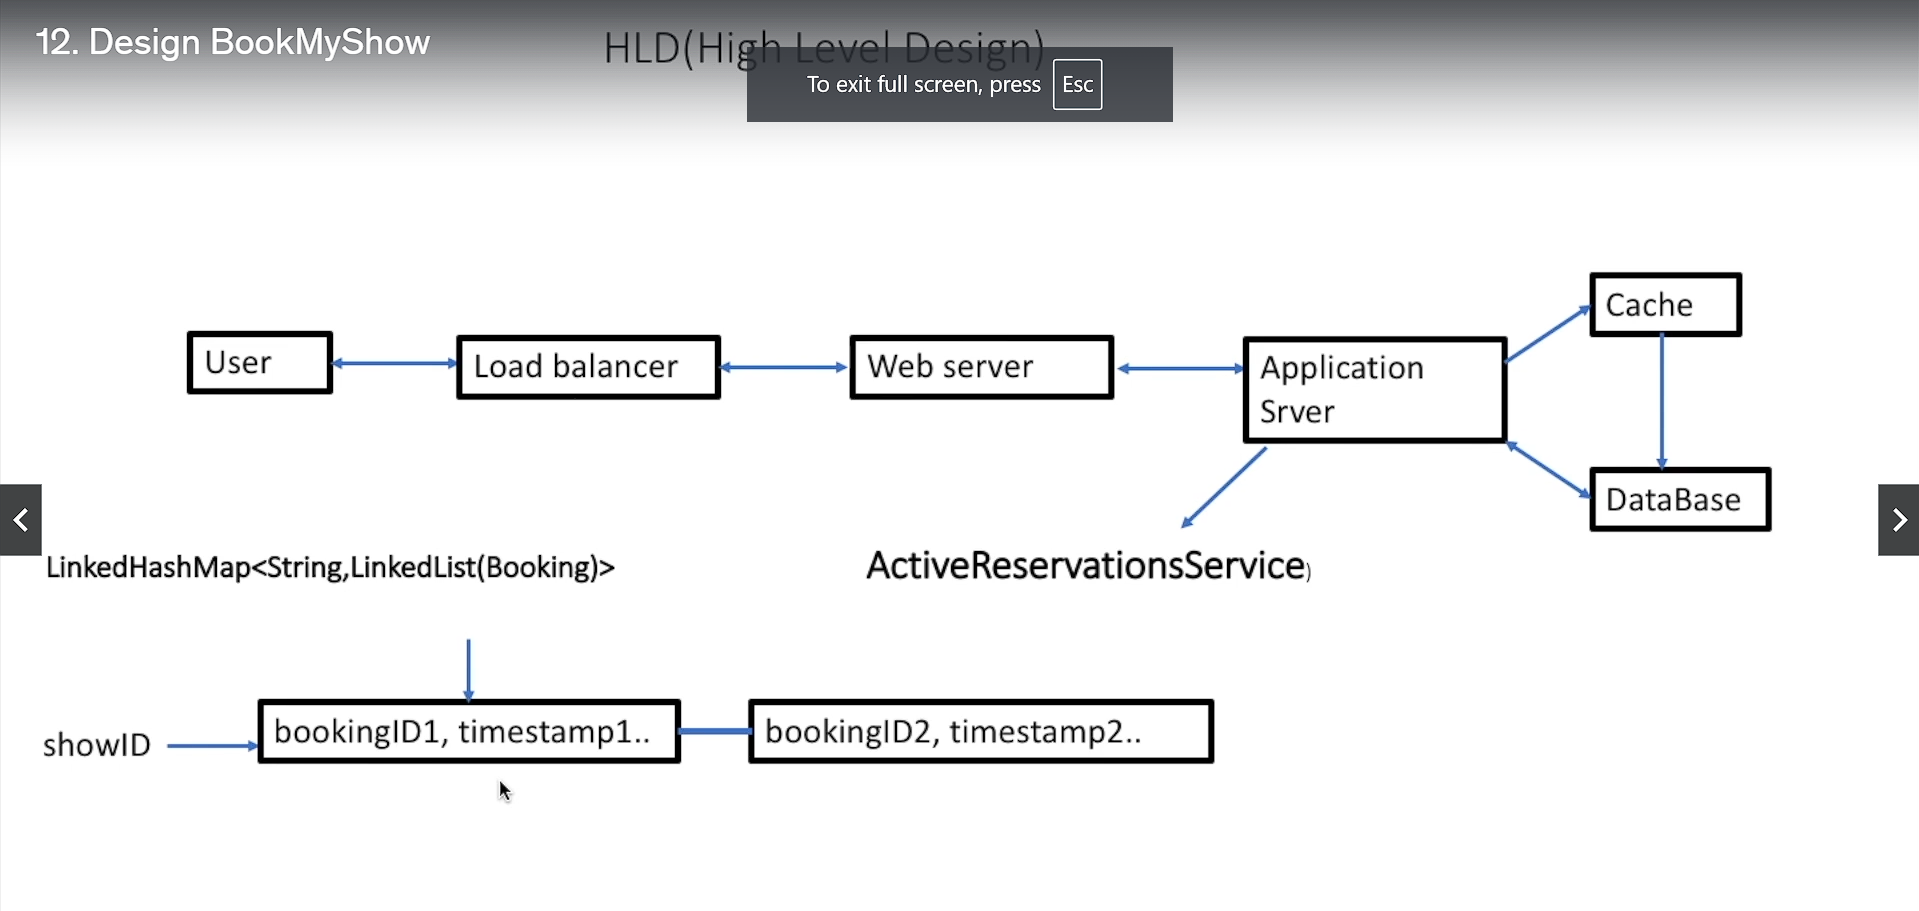 12. Design BookMyShow
HLD(High Level Design)
To exit full screen, press Esc
Cache
User
Load balancer
Web server
Application
Srver
DataBase
LinkedHashMap<String,LinkedList(Booking)>
ActiveReservationsService)
showID
bookingID1, timestamp1..
bookingID2, timestamp2..